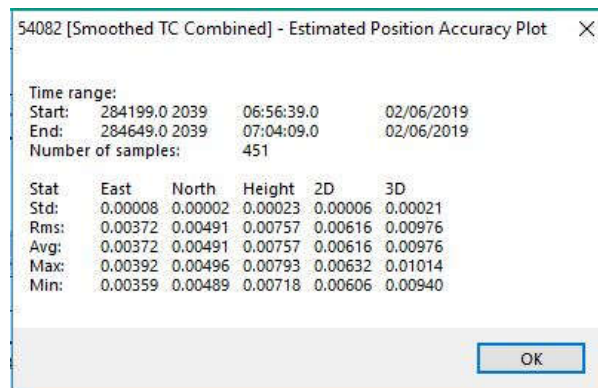 54082 [Smoothed TC Combined] - Estimated Position Accuracy Plot
Time range:
Start: 284199.0 2039 06:56:39.0 02/06/2019
End: 284649.0 2039 07:04:09.0 02/06/2019
Number of samples: 451
Stat East North Height 2D 3D
Std: 0.00008 0.00002 0.00023 0.00006 0.00021
Rms: 0.00372 0.00491 0.00757 0.00616 0.00976
Avg: 0.00372 0.00491 0.00757 0.00616 0.00976
Max: 0.00392 0.00496 0.00793 0.00632 0.01014
Min: 0.00359 0.00489 0.00718 0.00606 0.00940
OK